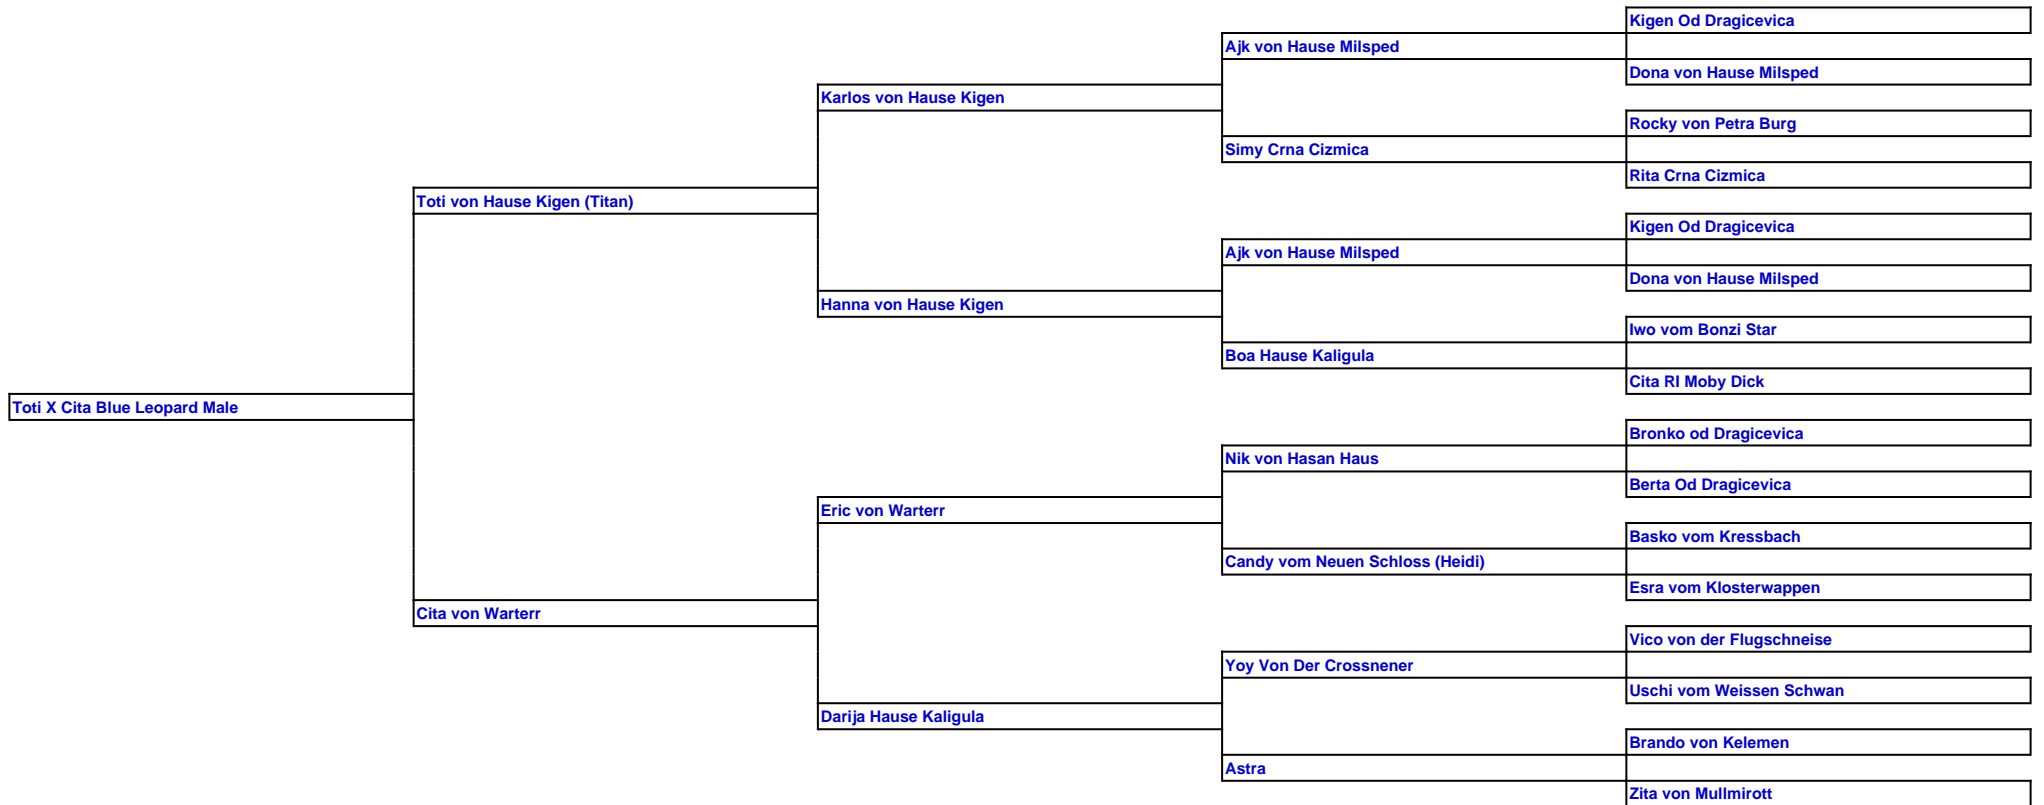 Kigen Od Dragicevica
Ajk von Hause Milsped
Dona von Hause Milsped
Karlos von Hause Kigen
Rocky von Petra Burg
Simy Crna Cizmica
Rita Crna Cizmica
Toti von Hause Kigen (Titan)
Kigen Od Dragicevica
Ajk von Hause Milsped
Dona von Hause Milsped
Hanna von Hause Kigen
Iwo vom Bonzi Star
Boa Hause Kaligula
Cita RI Moby Dick
Toti X Cita Blue Leopard Male
Bronko od Dragicevica
Nik von Hasan Haus
Berta Od Dragicevica
Eric von Warterr
Basko vom Kressbach
Candy vom Neuen Schloss (Heidi)
Esra vom Klosterwappen
Cita von Warterr
Vico von der Flugschneise
Yoy Von Der Crossnener
Uschi vom Weissen Schwan
Darija Hause Kaligula
Brando von Kelemen
Astra
Zita von Mullmirott